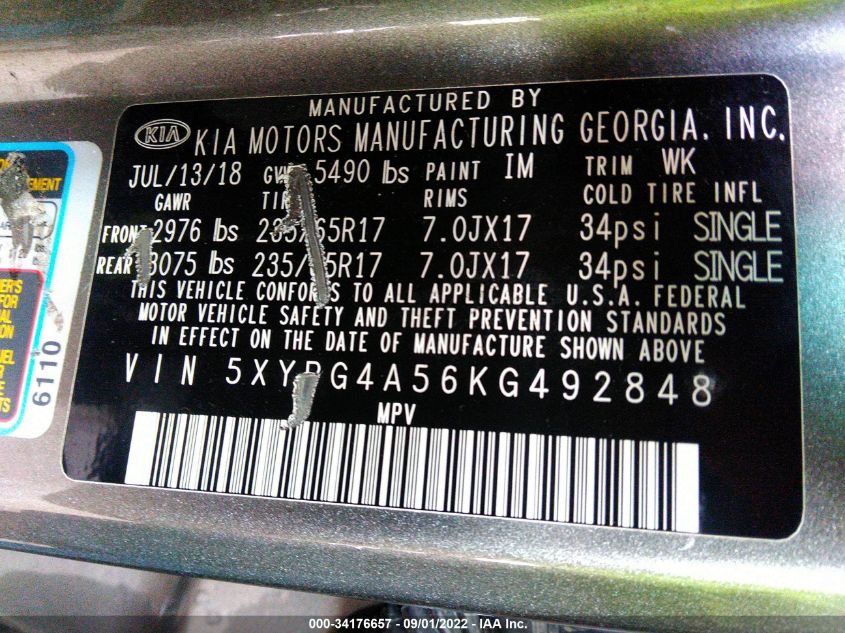 MANUFACTURED BY
KIA KIA MOTORS MANUFACTURING GEORGIA, INC.
JUL/13/18 5490 lbs PAINT IM TRIM WK
GAWR RIMS COLD TIRE INFL
FRONT 2976 lbs 7.0JX17 34psi SINGLE
REAR 3075 lbs 7.0JX17 34psi SINGLE
THIS VEHICLE CONFORMS TO ALL APPLICABLE U.S.A. FEDERAL
MOTOR VEHICLE SAFETY AND THEFT PREVENTION STANDARDS
IN EFFECT ON THE DATE OF MANUFACTURE SHOWN ABOVE
VIN 5XYPG4A56KG492848
MPV
6110
000-34176657 - 09/01/2022 - IAA Inc.